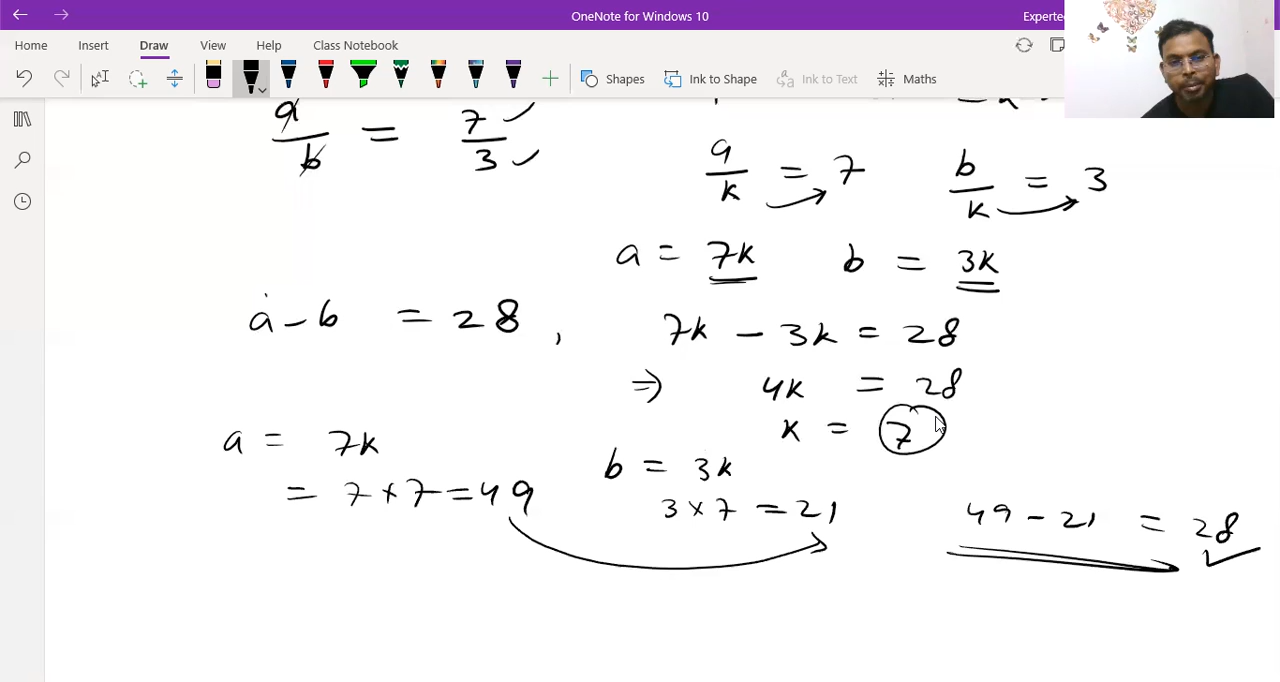 OneNote for Windows 10
Home Insert Draw View Help Class Notebook
Shapes Ink to Shape Ink to Text Maths
a/b = 7/3
a/k = 7 b/k = 3
a = 7k b = 3k
a - b = 28 , 7k - 3k = 28
⇒ 4k = 28
k = 7
a = 7k
= 7 × 7 = 49
b = 3k
3 × 7 = 21
49 - 21 = 28